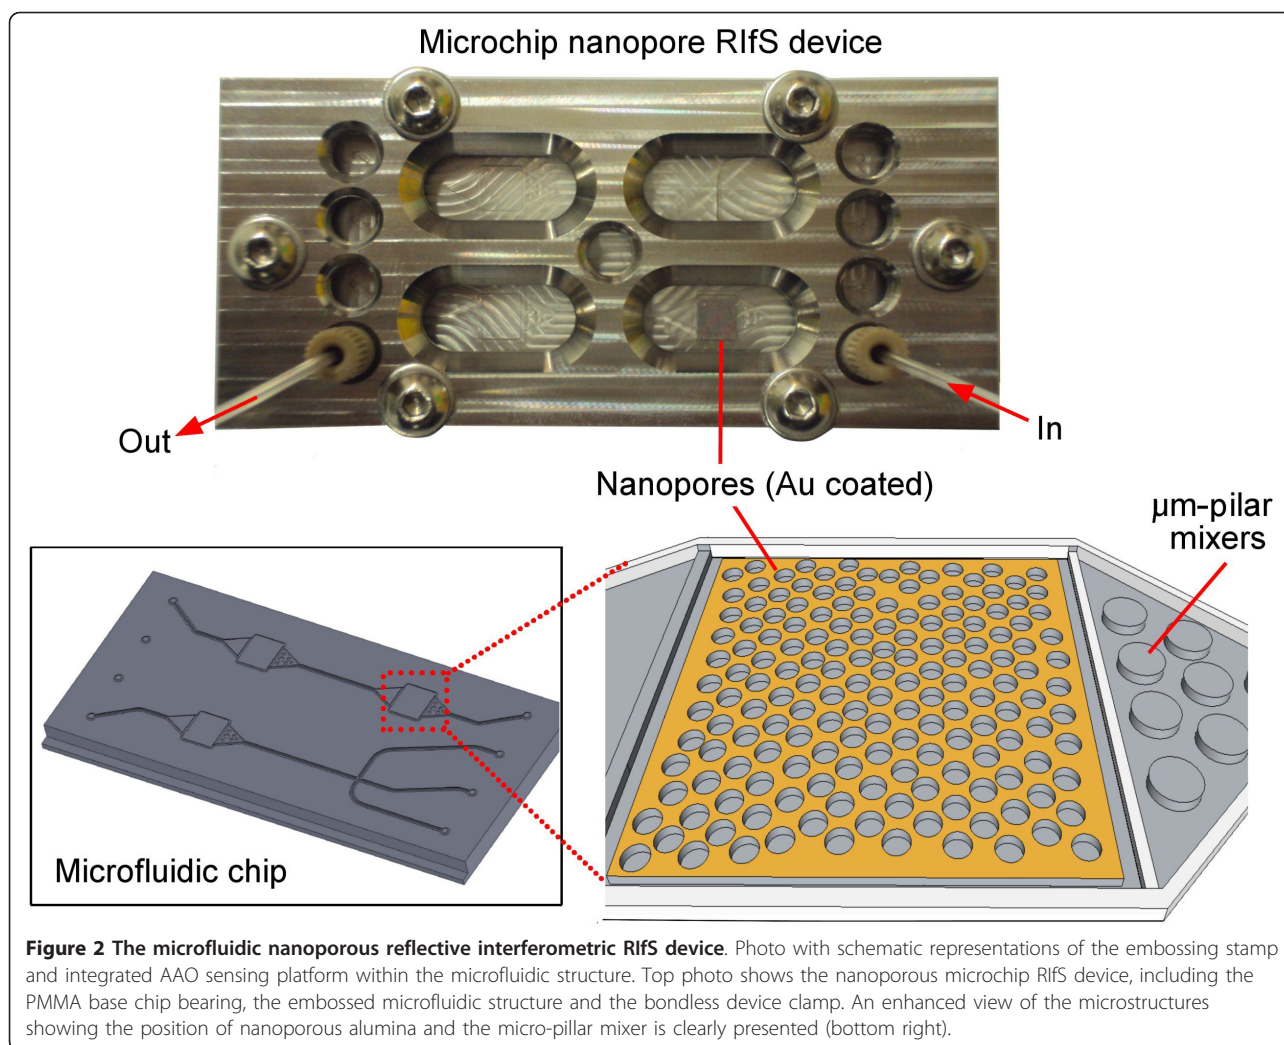 Microchip nanopore RIfS device
Out
In
Nanopores (Au coated)
µm-pilar
mixers
Microfluidic chip
Figure 2 The microfluidic nanoporous reflective interferometric RIfS device. Photo with schematic representations of the embossing stamp
and integrated AAO sensing platform within the microfluidic structure. Top photo shows the nanoporous microchip RIfS device, including the
PMMA base chip bearing, the embossed microfluidic structure and the bondless device clamp. An enhanced view of the microstructures
showing the position of nanoporous alumina and the micro-pillar mixer is clearly presented (bottom right).